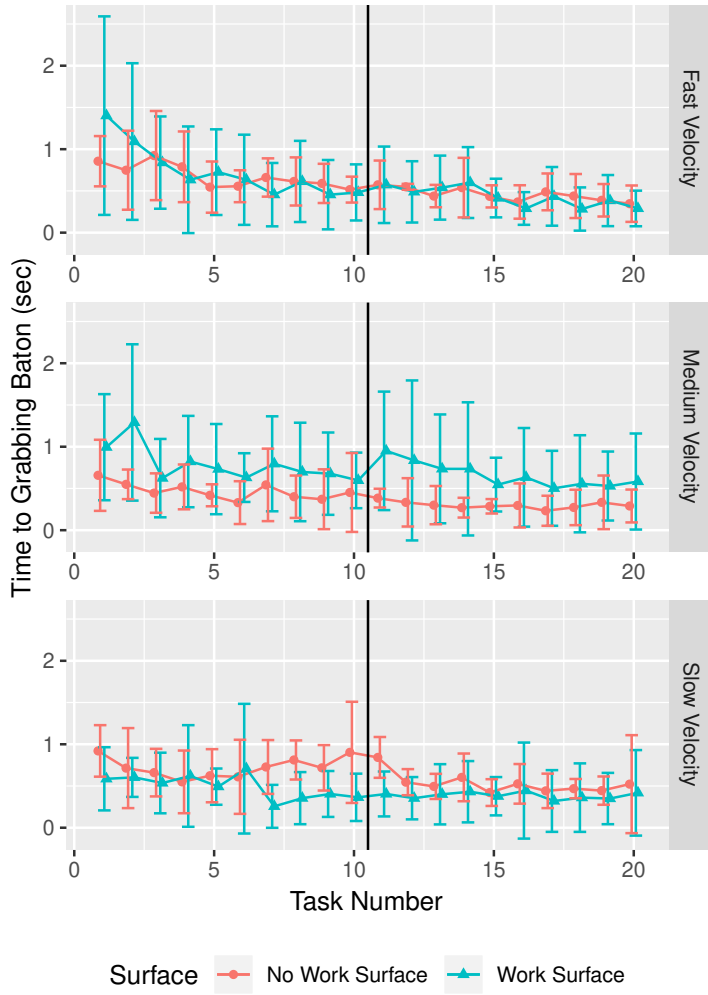 Time to Grabbing Baton (sec)
2
1
0
Fast Velocity
0 5 10 15 20
2
1
0
Medium Velocity
0 5 10 15 20
2
1
0
Slow Velocity
0 5 10 15 20
Task Number
Surface No Work Surface Work Surface